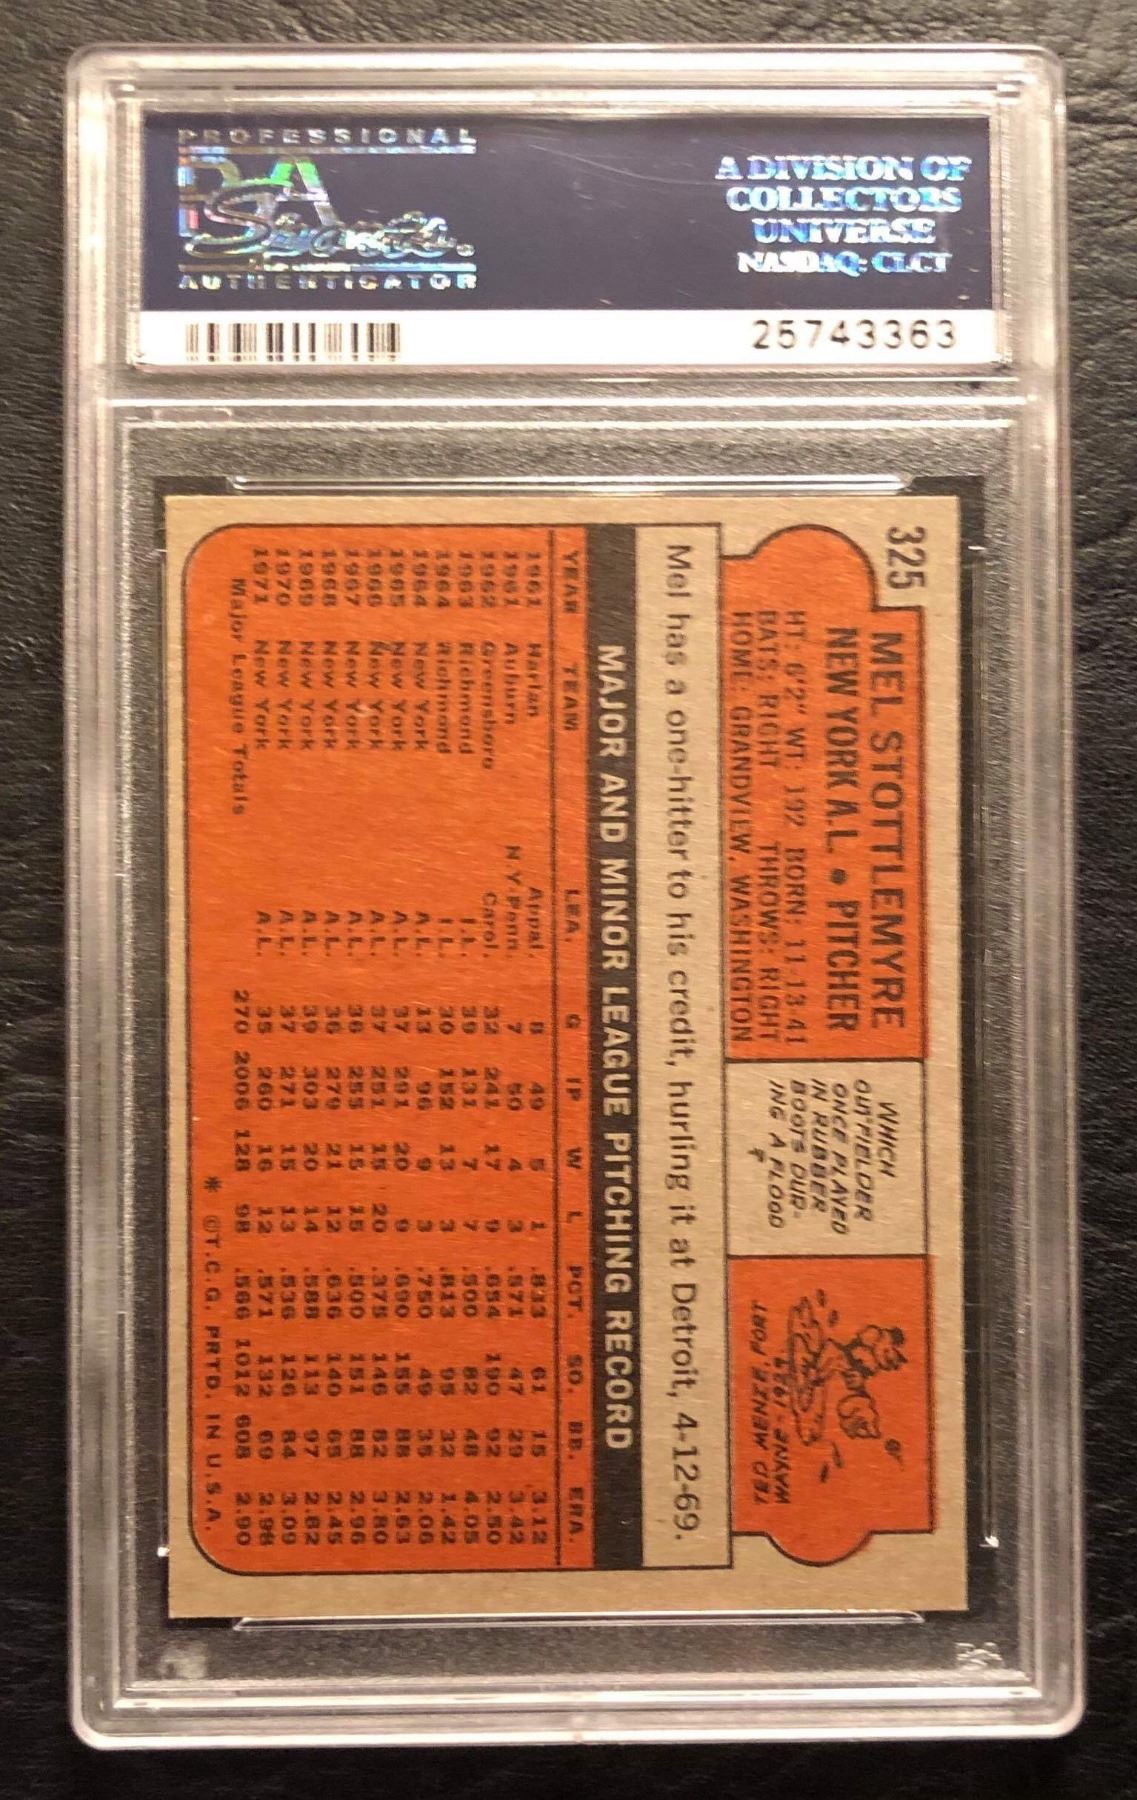 PROFESSIONAL
PSA
Sports
AUTHENTICATOR
A DIVISION OF
COLLECTORS
UNIVERSE
NASDAQ: CLCT
25743363
325
MEL STOTTLEMYRE
NEW YORK A.L. • PITCHER
HT: 6'2" WT: 192 BORN: 11-13-41
BATS: RIGHT THROWS: RIGHT
HOME: GRANDVIEW, WASHINGTON
WHICH
OUTFIELDER
ONCE PLAYED
IN RUBBER
BOOTS DUR-
ING A FLOOD
?
TED MENZE, PORT
WAYNE-1921
Mel has a one-hitter to his credit, hurling it at Detroit, 4-12-69.
MAJOR AND MINOR LEAGUE PITCHING RECORD
YEAR TEAM LEA. G IP W L PCT. SO. BB. ERA.
1961 Harlan Appal. 8 49 5 1 .833 61 15 3.12
1961 Auburn N.Y.Penn. 7 50 4 3 .571 47 29 3.42
1962 Greensboro Carol. 32 241 17 9 .654 190 92 2.50
1963 Richmond I.L. 39 131 7 7 .500 82 48 4.05
1964 Richmond I.L. 30 152 13 3 .813 95 32 1.42
1964 New York A.L. 13 96 9 3 .750 49 35 2.06
1965 New York A.L. 37 291 20 9 .690 155 88 2.63
1966 New York A.L. 37 251 15 20 .375 146 82 3.80
1967 New York A.L. 36 255 15 15 .500 151 88 2.96
1968 New York A.L. 36 279 21 12 .636 140 65 2.45
1969 New York A.L. 39 303 20 14 .588 113 97 2.82
1970 New York A.L. 37 271 15 13 .536 126 84 3.09
1971 New York A.L. 35 260 16 12 .571 132 69 2.98
Major League Totals 270 2006 128 98 .566 1012 608 2.90
* ©T.C.G. PRTD. IN U.S.A.
PSA